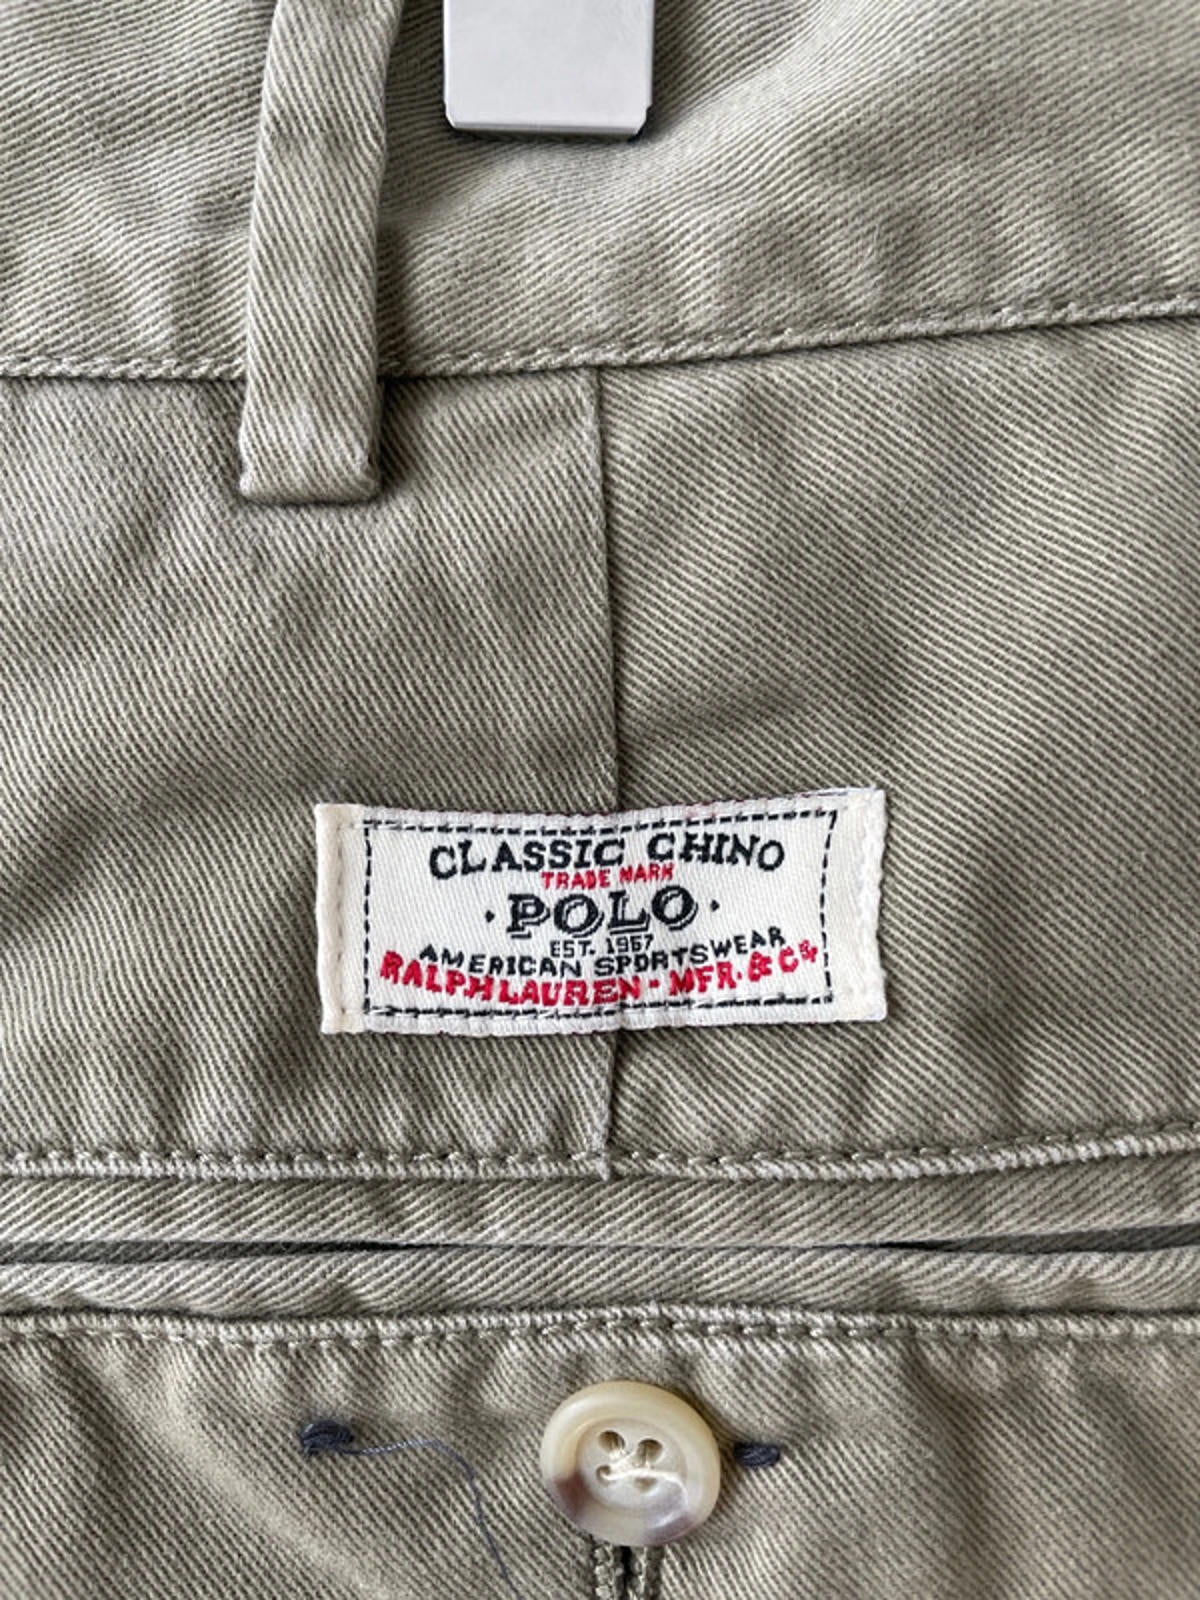 CLASSIC CHINO
TRADE MARK
· POLO ·
EST. 1967
AMERICAN SPORTSWEAR
RALPH LAUREN - MFR. & Co